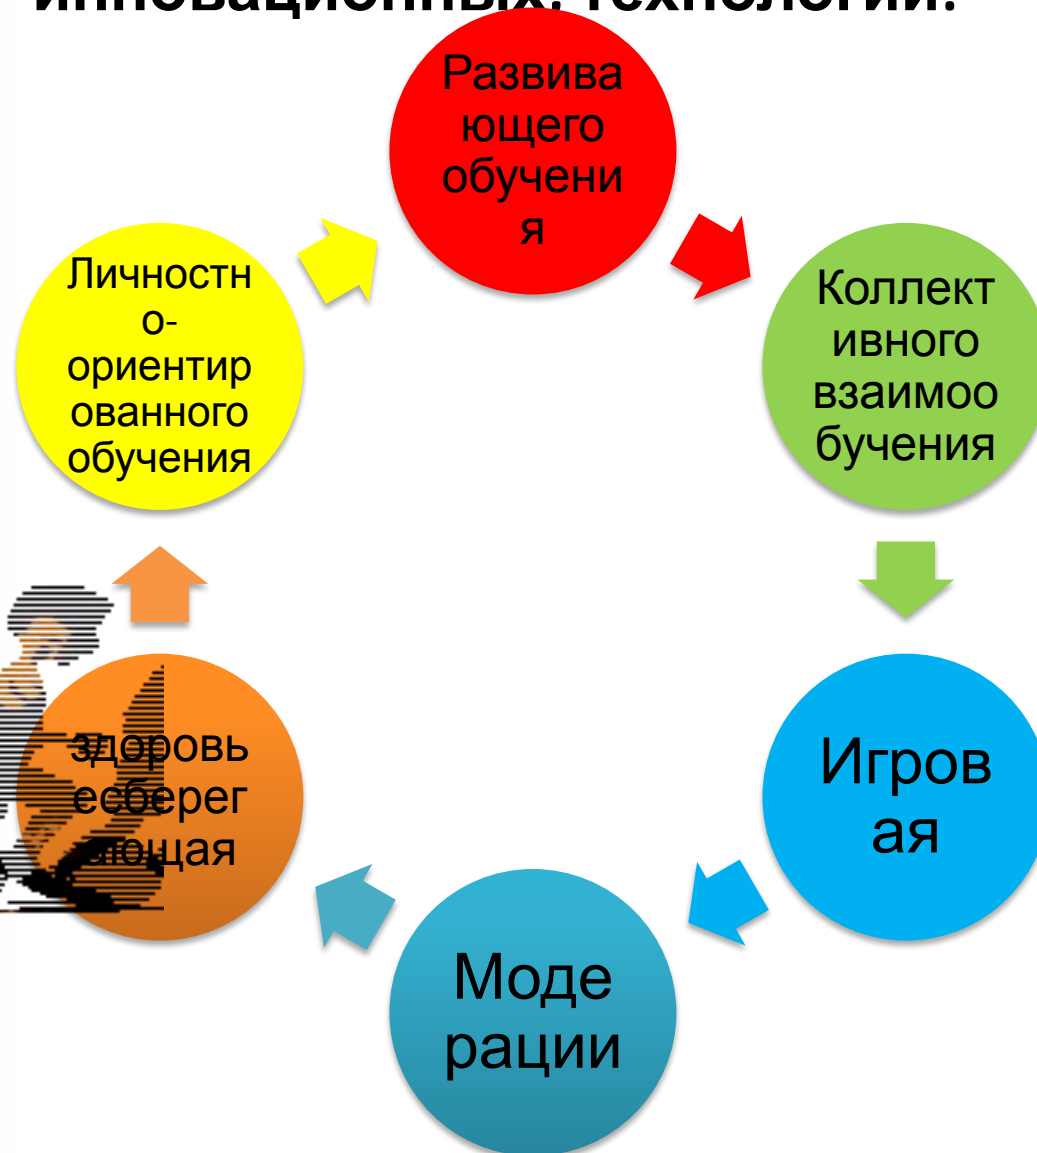 инновационных. технологий.
Развива
ющего
обучени
я
Коллект
ивного
взаимоо
бучения
Игров
ая
Моде
рации
здоровь
есберег
ающая
Личностн
о-
ориентир
ованного
обучения